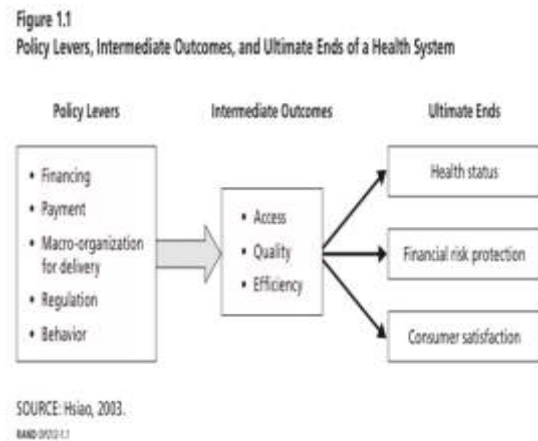 Figure 1.1
Policy Levers, Intermediate Outcomes, and Ultimate Ends of a Health System
Policy Levers
• Financing
• Payment
• Macro-organization
for delivery
• Regulation
• Behavior
Intermediate Outcomes
• Access
• Quality
• Efficiency
Ultimate Ends
Health status
Financial risk protection
Consumer satisfaction
SOURCE: Hsiao, 2003.
RAND